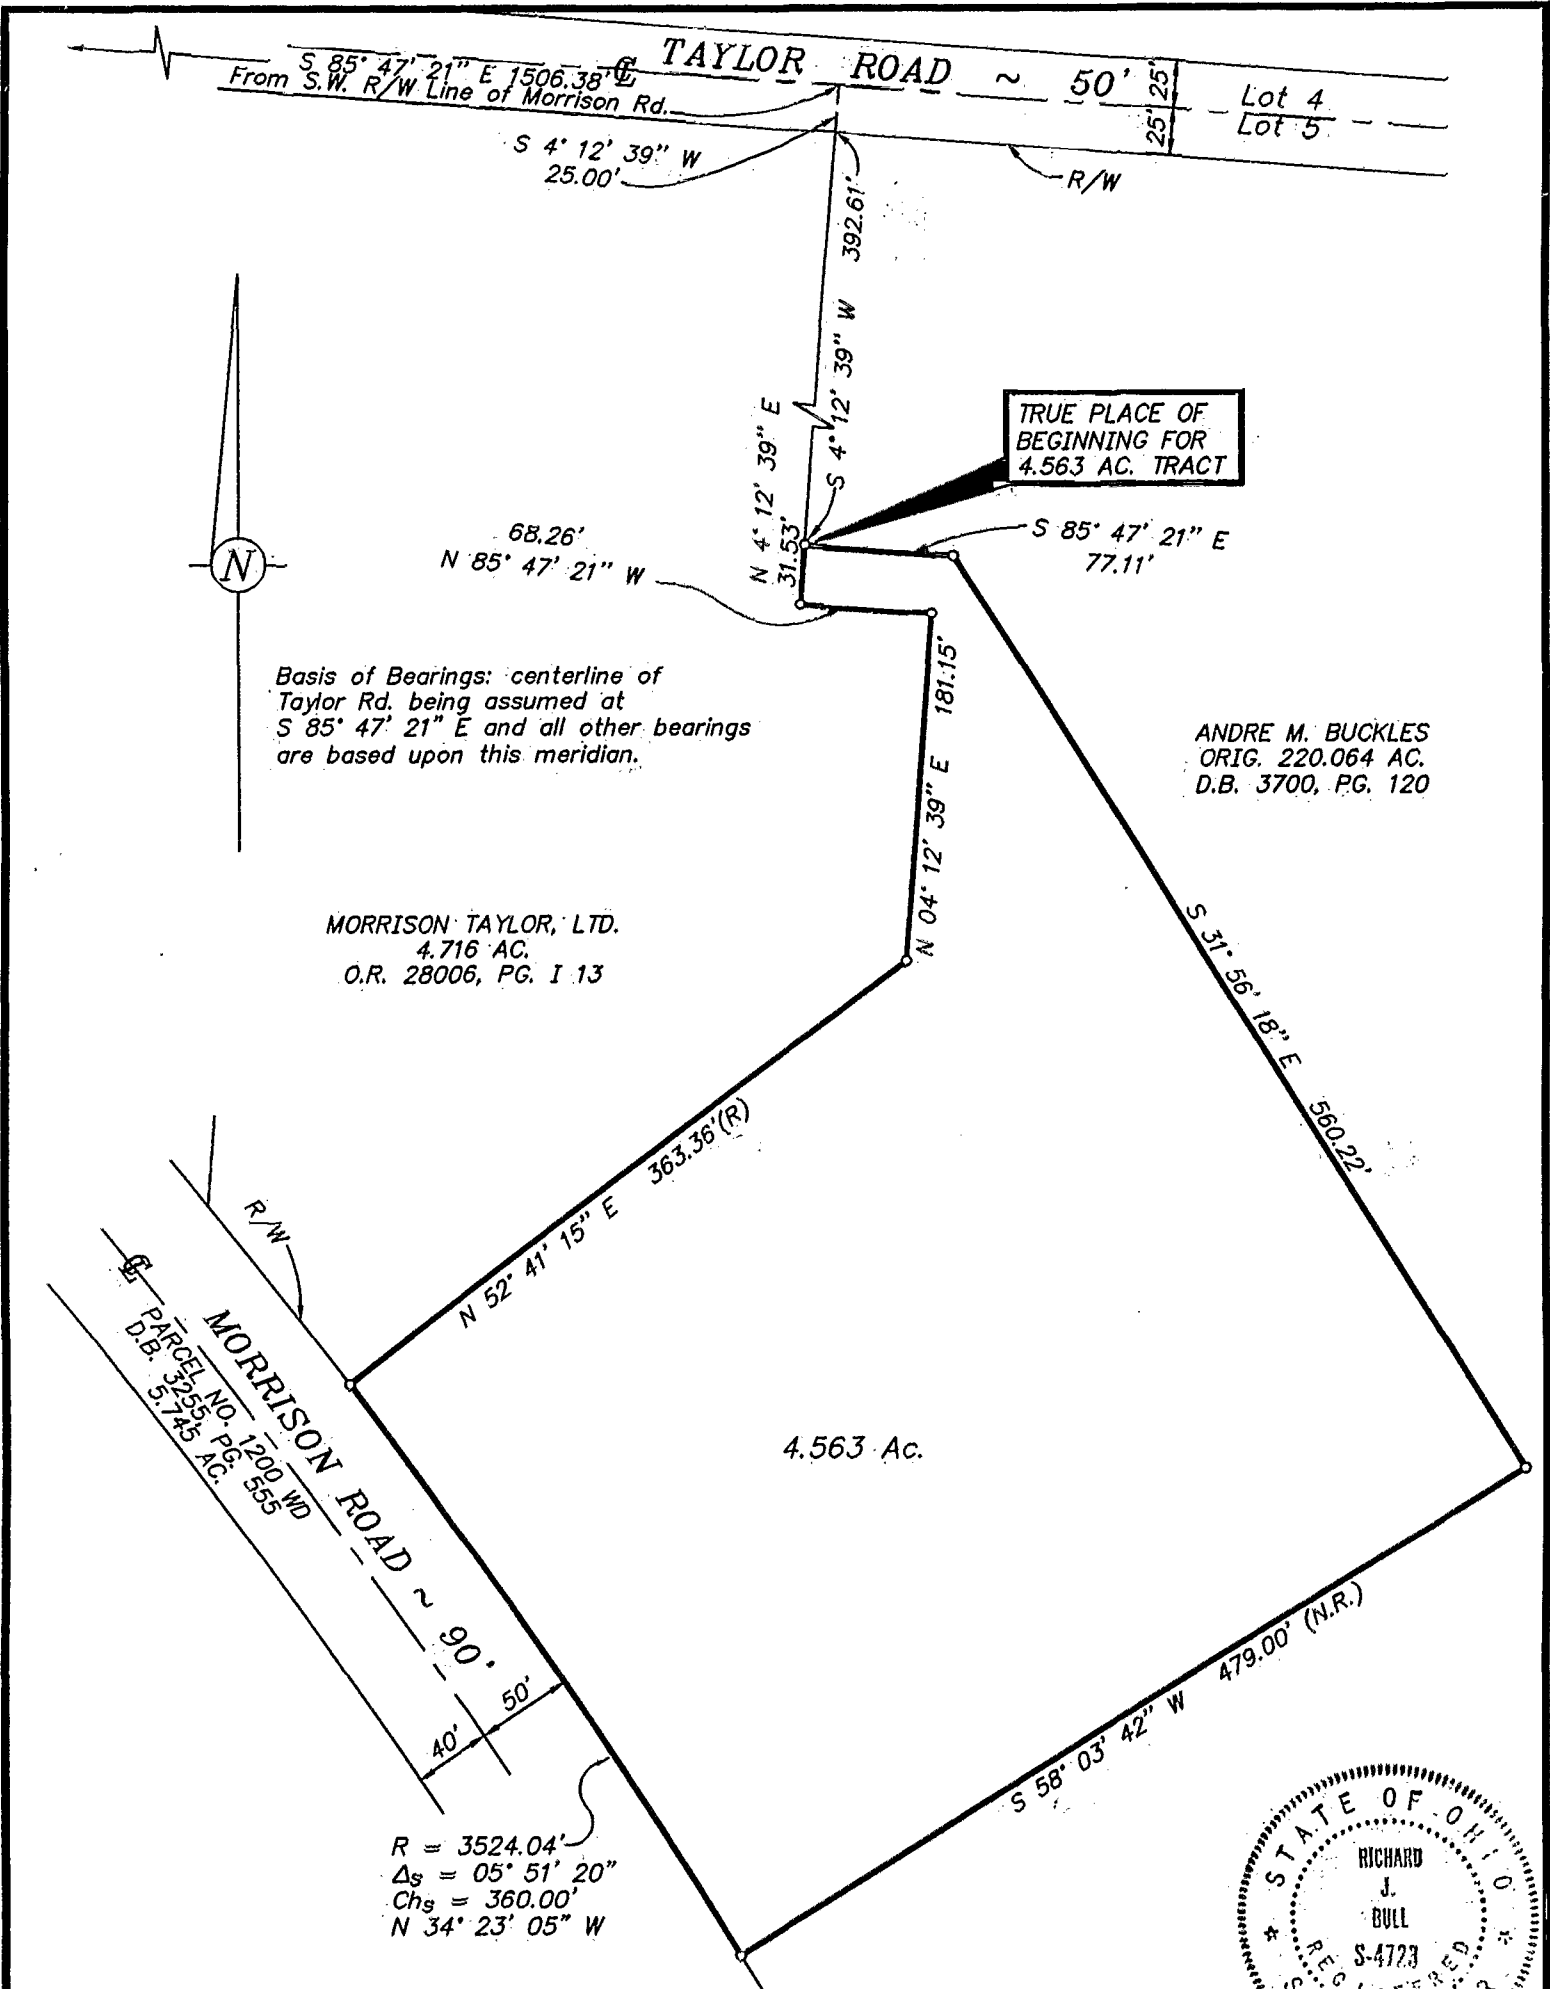 TAYLOR ROAD ~ 50'
S 85° 47' 21" E 1506.38'
From S.W. R/W Line of Morrison Rd.
25' 25'
Lot 4
Lot 5
S 4° 12' 39" W
25.00'
R/W
S 4° 12' 39" W 392.61'
TRUE PLACE OF
BEGINNING FOR
4.563 AC. TRACT
N 4° 12' 39" E
31.53'
68.26'
N 85° 47' 21" W
S 85° 47' 21" E
77.11'
N
Basis of Bearings: centerline of
Taylor Rd. being assumed at
S 85° 47' 21" E and all other bearings
are based upon this meridian.
N 04° 12' 39" E 181.15'
ANDRE M. BUCKLES
ORIG. 220.064 AC.
D.B. 3700, PG. 120
MORRISON TAYLOR, LTD.
4.716 AC.
O.R. 28006, PG. I 13
S 31° 56' 18" E 560.22'
N 52° 41' 15" E 363.36'(R)
R/W
MORRISON ROAD ~ 90'
PARCEL NO. 1200 WD
D.B. 3255, PG. 555
5.745 AC.
4.563 Ac.
40' 50'
S 58° 03' 42" W 479.00' (N.R.)
R = 3524.04'
Δs = 05° 51' 20"
Chs = 360.00'
N 34° 23' 05" W
STATE OF OHIO
RICHARD
J.
BULL
S-4723
REGISTERED